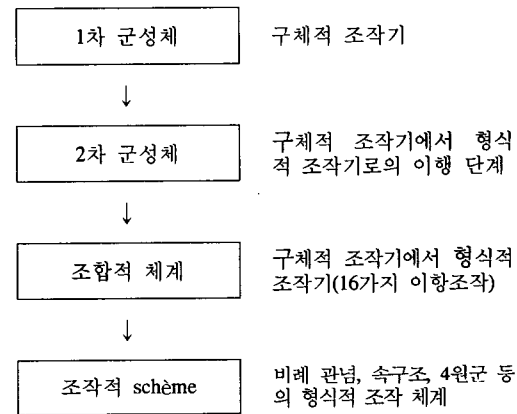 1차 군성체
구체적 조작기
↓
2차 군성체
구체적 조작기에서 형식
적 조작기로의 이행 단계
↓
조합적 체계
구체적 조작기에서 형식적
조작기(16가지 이항조작)
↓
조작적 schème
비례 관념, 속구조, 4원군 등
의 형식적 조작 체계